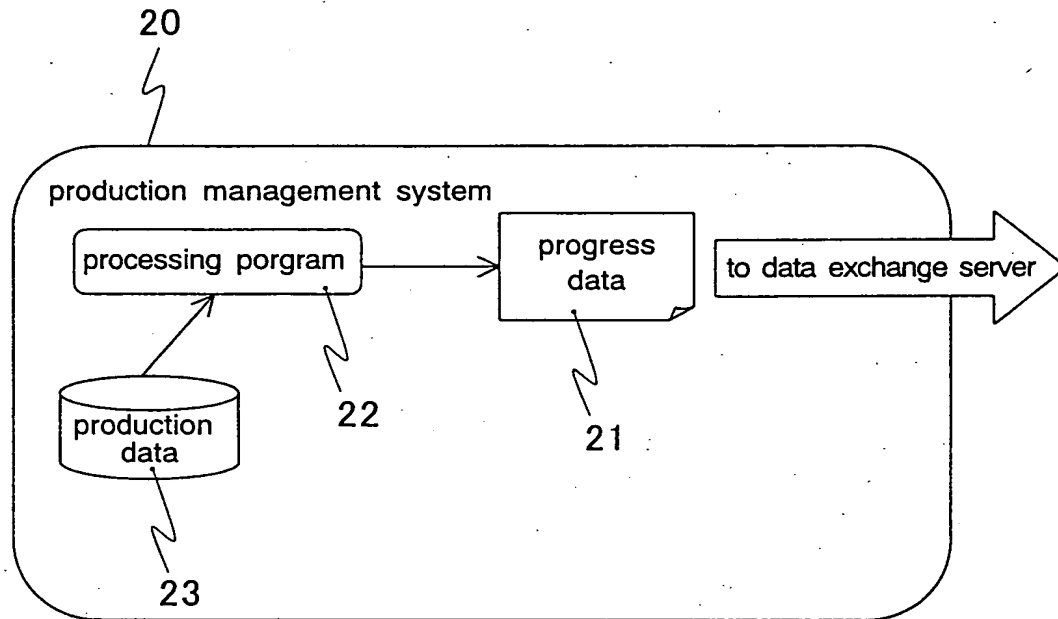 20
production management system
processing porgram
progress
data
to data exchange server
22
21
production
data
23